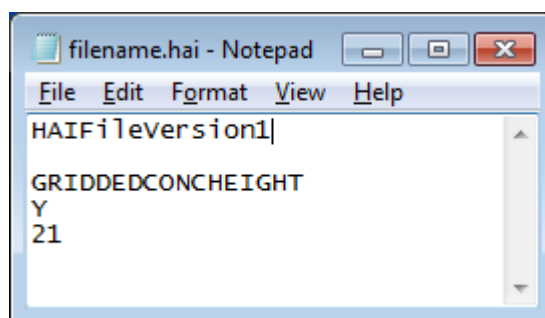 filename.hai - Notepad
File Edit Format View Help
HAIFileVersion1
GRIDDEDCONCHEIGHT
Y
21